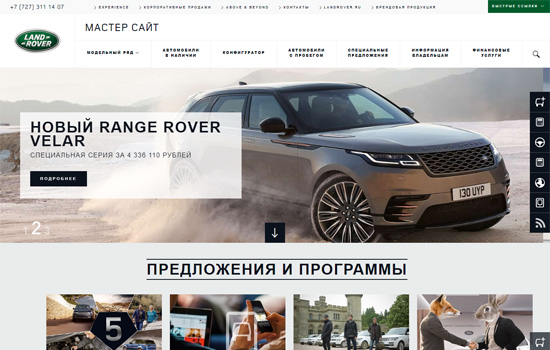 +7 (727) 311 14 07
EXPERIENCE
КОРПОРАТИВНЫЕ ПРОДАЖИ
ABOVE & BEYOND
КОНТАКТЫ
LANDROVER.RU
БРЕНДОВАЯ ПРОДУКЦИЯ
БЫСТРЫЕ ССЫЛКИ
LAND-
-ROVER
МАСТЕР САЙТ
МОДЕЛЬНЫЙ РЯД
АВТОМОБИЛИ
В НАЛИЧИИ
КОНФИГУРАТОР
АВТОМОБИЛИ
С ПРОБЕГОМ
СПЕЦИАЛЬНЫЕ
ПРЕДЛОЖЕНИЯ
ИНФОРМАЦИЯ
ВЛАДЕЛЬЦАМ
ФИНАНСОВЫЕ
УСЛУГИ
НОВЫЙ RANGE ROVER
VELAR
СПЕЦИАЛЬНАЯ СЕРИЯ ЗА 4 336 110 РУБЛЕЙ
ПОДРОБНЕЕ
130 UYP
1 2 3
ПРЕДЛОЖЕНИЯ И ПРОГРАММЫ
5